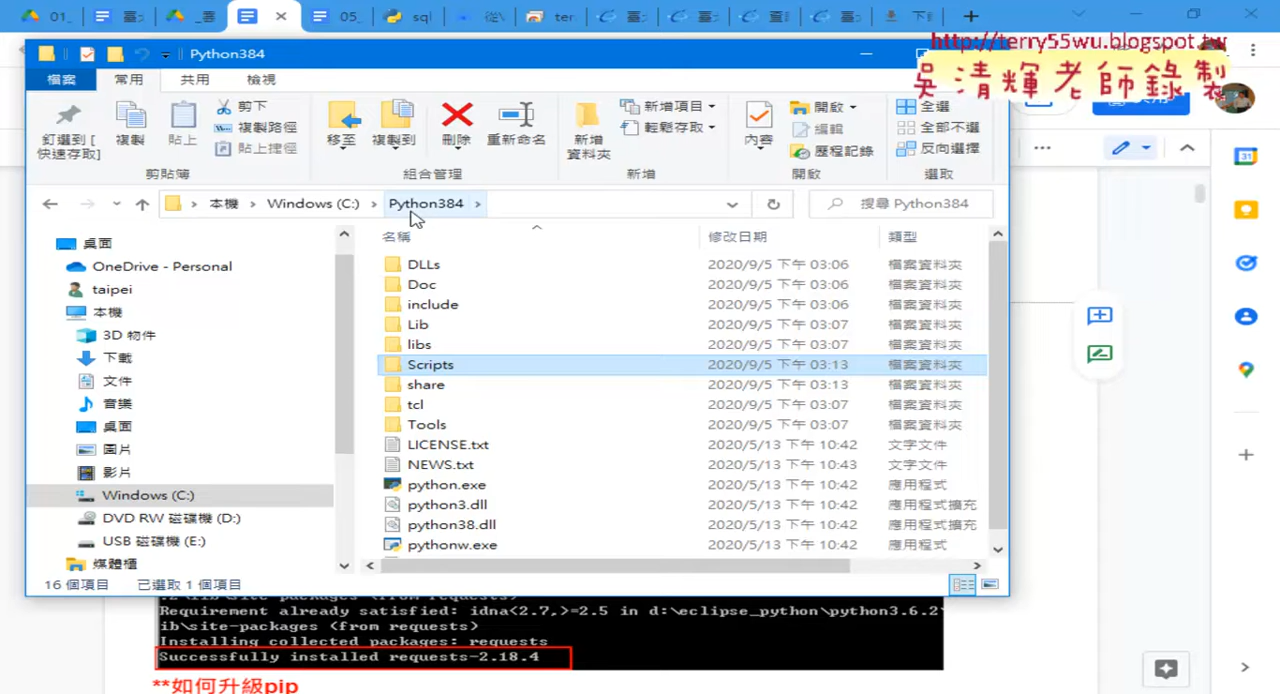 01_
05_
sql
ter
Python384
http://terry55wu.blogspot.tw
吳清輝老師錄製
檔案 常用 共用 檢視
釘選到 [
快速存取]
複製
貼上
剪下
複製路徑
貼上捷徑
移至
複製到
刪除
重新命名
新增
資料夾
新增項目
輕鬆存取
內容
開啟
編輯
歷程記錄
全選
全部不選
反向選擇
剪貼簿 組合管理 新增 開啟 選取
本機 > Windows (C:) > Python384 >
搜尋 Python384
桌面
OneDrive - Personal
taipei
本機
3D 物件
下載
文件
音樂
桌面
圖片
影片
Windows (C:)
DVD RW 磁碟機 (D:)
USB 磁碟機 (E:)
媒體櫃
名稱 修改日期 類型
DLLs 2020/9/5 下午 03:06 檔案資料夾
Doc 2020/9/5 下午 03:06 檔案資料夾
include 2020/9/5 下午 03:06 檔案資料夾
Lib 2020/9/5 下午 03:07 檔案資料夾
libs 2020/9/5 下午 03:07 檔案資料夾
Scripts 2020/9/5 下午 03:13 檔案資料夾
share 2020/9/5 下午 03:13 檔案資料夾
tcl 2020/9/5 下午 03:07 檔案資料夾
Tools 2020/9/5 下午 03:07 檔案資料夾
LICENSE.txt 2020/5/13 下午 10:42 文字文件
NEWS.txt 2020/5/13 下午 10:43 文字文件
python.exe 2020/5/13 下午 10:42 應用程式
python3.dll 2020/5/13 下午 10:42 應用程式擴充
python38.dll 2020/5/13 下午 10:42 應用程式擴充
pythonw.exe 2020/5/13 下午 10:42 應用程式
16 個項目 已選取 1 個項目
Requirement already satisfied: idna<2.7,>=2.5 in d:\eclipse_python\python3.6.2\
ib\site-packages (from requests)
Installing collected packages: requests
Successfully installed requests-2.18.4
**如何升級pip